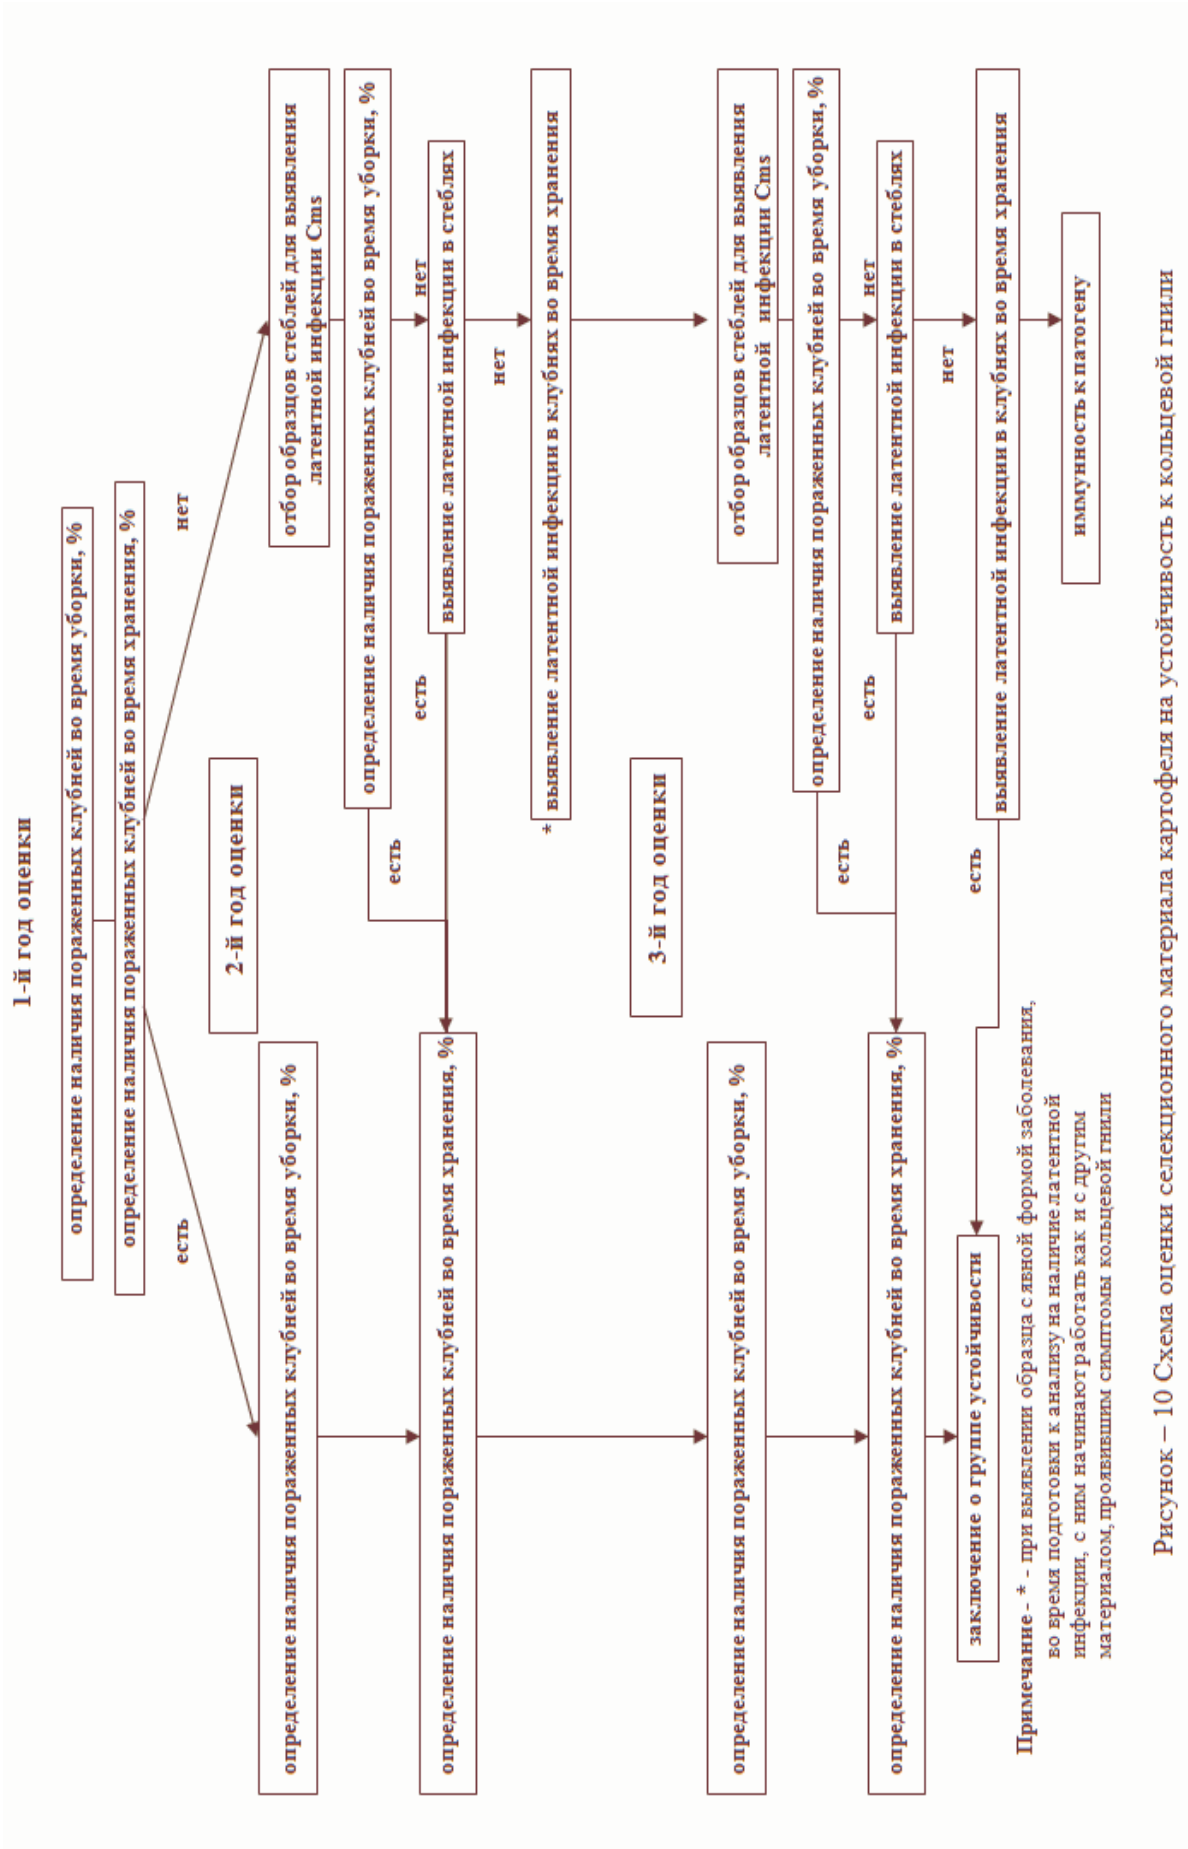 1-й год оценки
определение наличия пораженных клубней во время уборки, %
определение наличия пораженных клубней во время хранения, %
есть
нет
2-й год оценки
определение наличия пораженных клубней во время уборки, %
определение наличия пораженных клубней во время хранения, %
отбор образцов стеблей для выявления
латентной инфекции Cms
определение наличия пораженных клубней во время уборки, %
есть
нет
выявление латентной инфекции в стеблях
есть
нет
* выявление латентной инфекции в клубнях во время хранения
3-й год оценки
определение наличия пораженных клубней во время уборки, %
определение наличия пораженных клубней во время хранения, %
отбор образцов стеблей для выявления
латентной инфекции Cms
определение наличия пораженных клубней во время уборки, %
есть
нет
выявление латентной инфекции в стеблях
есть
нет
выявление латентной инфекции в клубнях во время хранения
есть
заключение о группе устойчивости
иммунность к патогену
Примечание - * - при выявлении образца с явной формой заболевания,
во время подготовки к анализу на наличие латентной
инфекции, с ним начинают работать как и с другим
материалом, проявившим симптомы кольцевой гнили
Рисунок – 10 Схема оценки селекционного материала картофеля на устойчивость к кольцевой гнили